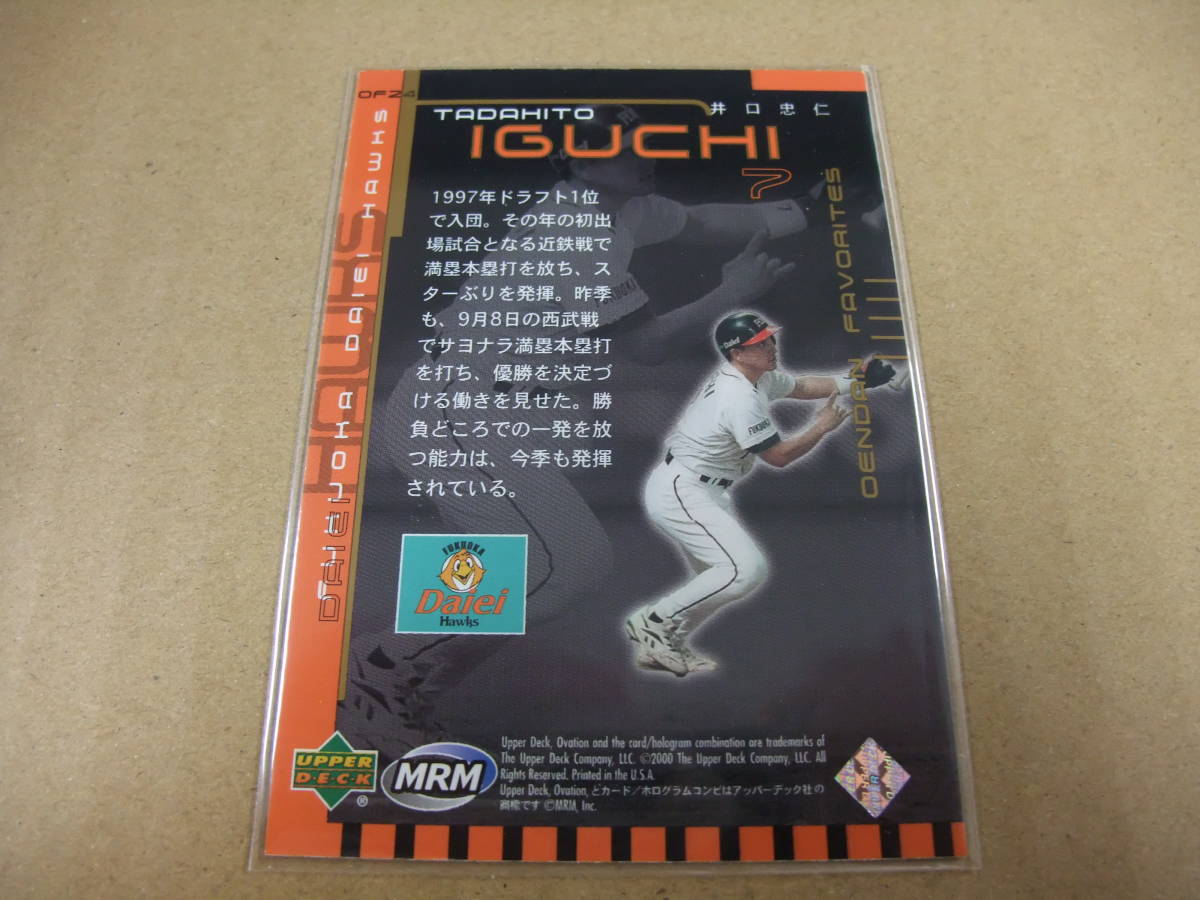 OF24
TADAHITO
井口忠仁
IGUCHI
7
OENDAN FAVORITES
DAIEI HAWKS
HAWKS
DAIEI
1997年ドラフト1位
で入団。その年の初出
場試合となる近鉄戦で
満塁本塁打を放ち、ス
ターぶりを発揮。昨季
も、9月8日の西武戦
でサヨナラ満塁本塁打
を打ち、優勝を決定づ
ける働きを見せた。勝
負どころでの一発を放
つ能力は、今季も発揮
されている。
Daiei
FUKUOKA
FUKUOKA
Daiei
Hawks
UPPER
DECK
®
MRM
Upper Deck, Ovation and the card/hologram combination are trademarks of
The Upper Deck Company, LLC. ©2000 The Upper Deck Company, LLC. All
Rights Reserved. Printed in the U.S.A.
Upper Deck, Ovation, とカード／ホログラムコンビはアッパーデック社の
商標です ©MRM, Inc.